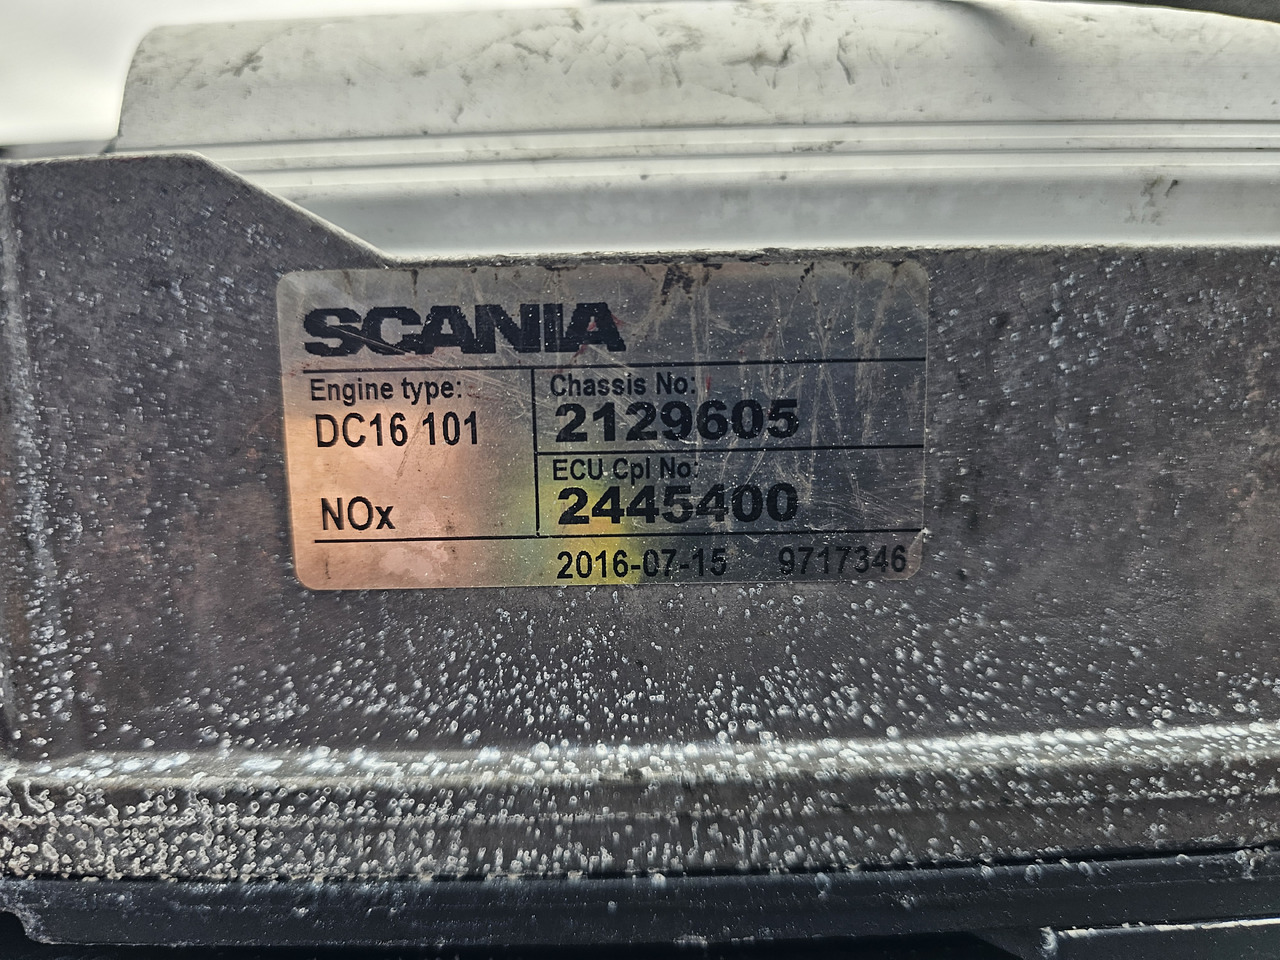 SCANIA
Engine type:
DC16 101
NOx
Chassis No:
2129605
ECU Cpl No:
2445400
2016-07-15 9717346